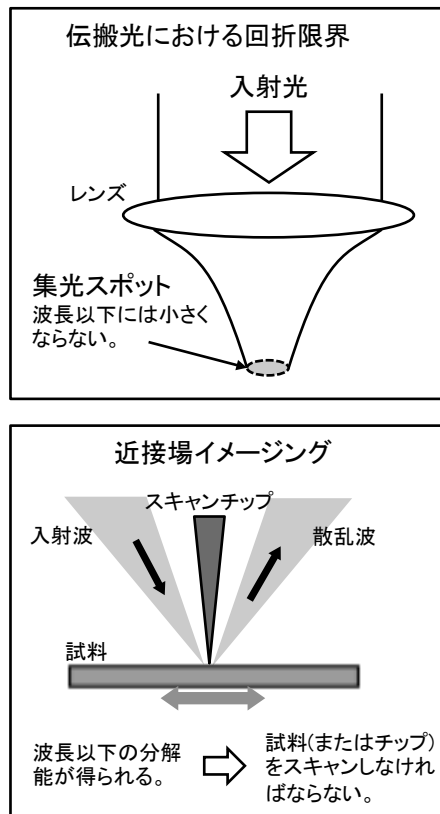 伝搬光における回折限界
入射光
レンズ
集光スポット
波長以下には小さく
ならない。
近接場イメージング
スキャンチップ
入射波
散乱波
試料
波長以下の分解
能が得られる。
試料(またはチップ)
をスキャンしなけれ
ばならない。